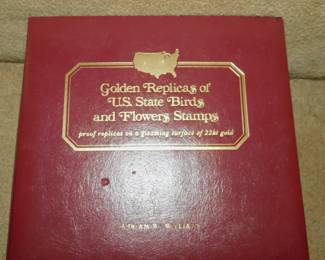 Golden Replicas of
U.S. State Birds
and Flowers Stamps
proof replicas on a gleaming surface of 22kt gold